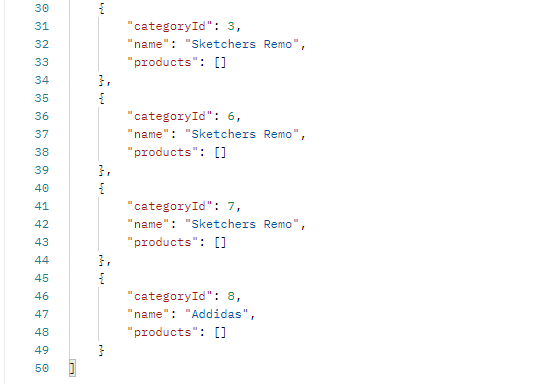 30 {
31 "categoryId": 3,
32 "name": "Sketchers Remo",
33 "products": []
34 },
35 {
36 "categoryId": 6,
37 "name": "Sketchers Remo",
38 "products": []
39 },
40 {
41 "categoryId": 7,
42 "name": "Sketchers Remo",
43 "products": []
44 },
45 {
46 "categoryId": 8,
47 "name": "Addidas",
48 "products": []
49 }
50 ]